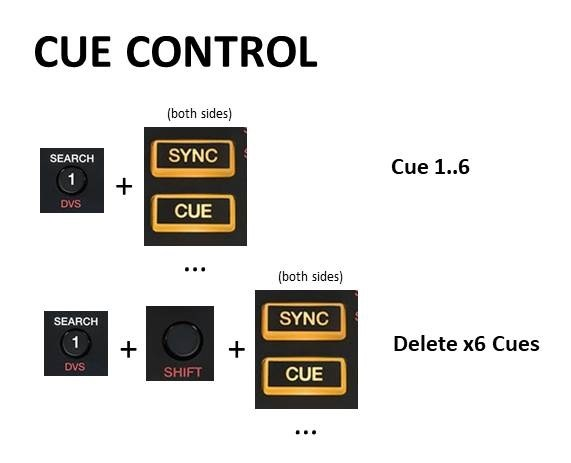 CUE CONTROL
(both sides)
SEARCH
1
DVS
+
SYNC
CUE
Cue 1..6
...
(both sides)
SEARCH
1
DVS
+
SHIFT
+
SYNC
CUE
Delete x6 Cues
...